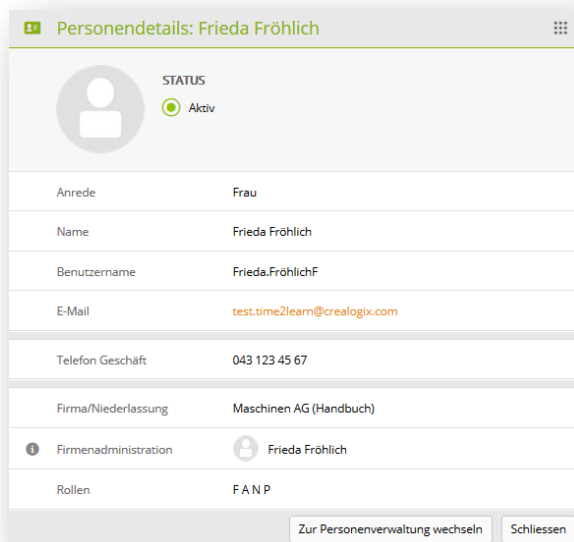 Personendetails: Frieda Fröhlich
STATUS
Aktiv
Anrede Frau
Name Frieda Fröhlich
Benutzername Frieda.FröhlichF
E-Mail test.time2learn@crealogix.com
Telefon Geschäft 043 123 45 67
Firma/Niederlassung Maschinen AG (Handbuch)
Firmenadministration Frieda Fröhlich
Rollen F A N P
Zur Personenverwaltung wechseln Schliessen